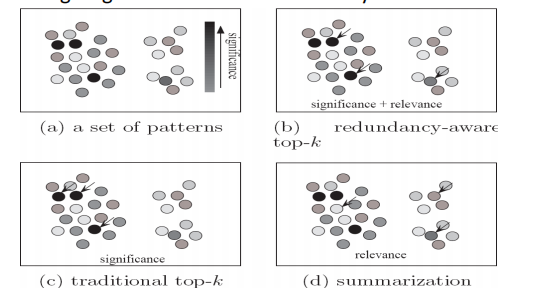 significance
(a) a set of patterns
significance + relevance
(b) redundancy-aware
top-k
significance
(c) traditional top-k
relevance
(d) summarization